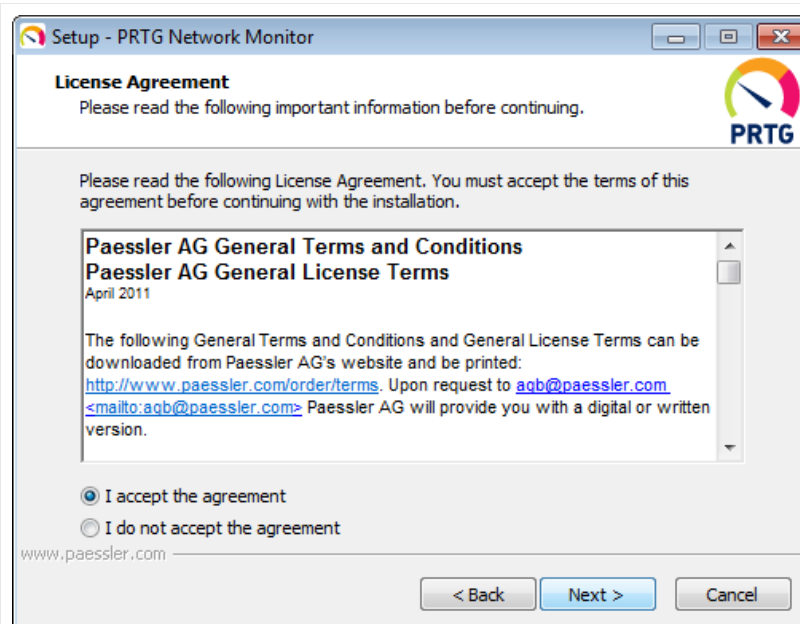 Setup - PRTG Network Monitor
License Agreement
Please read the following important information before continuing.
PRTG
Please read the following License Agreement. You must accept the terms of this
agreement before continuing with the installation.
Paessler AG General Terms and Conditions
Paessler AG General License Terms
April 2011
The following General Terms and Conditions and General License Terms can be
downloaded from Paessler AG's website and be printed:
http://www.paessler.com/order/terms. Upon request to agb@paessler.com
<mailto:agb@paessler.com> Paessler AG will provide you with a digital or written
version.
I accept the agreement
I do not accept the agreement
www.paessler.com
< Back Next > Cancel